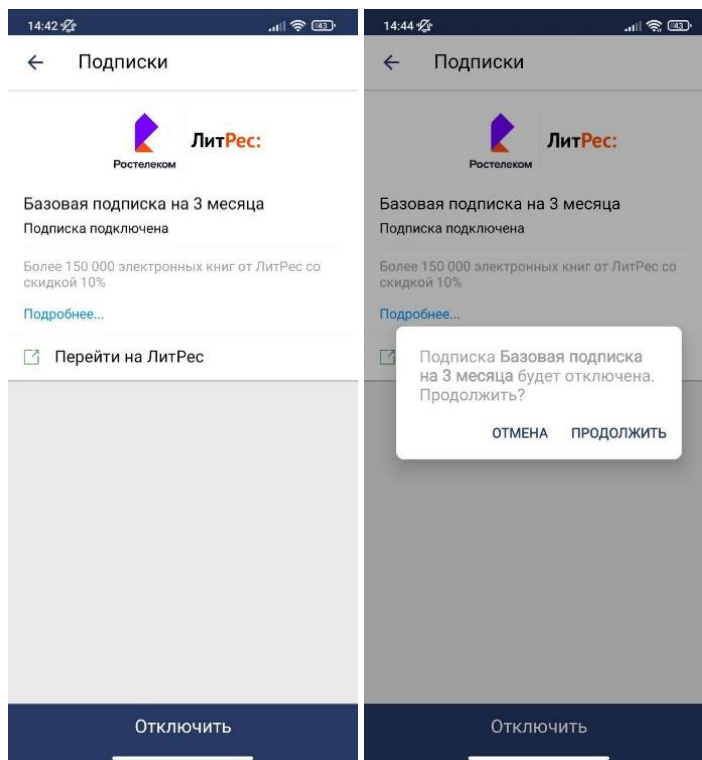 14:42
43
Подписки
Ростелеком
ЛитРес:
Базовая подписка на 3 месяца
Подписка подключена
Более 150 000 электронных книг от ЛитРес со
скидкой 10%
Подробнее...
Перейти на ЛитРес
Отключить
14:44
43
Подписки
Ростелеком
ЛитРес:
Базовая подписка на 3 месяца
Подписка подключена
Более 150 000 электронных книг от ЛитРес со
скидкой 10%
Подробнее...
Подписка Базовая подписка
на 3 месяца будет отключена.
Продолжить?
ОТМЕНА ПРОДОЛЖИТЬ
Отключить